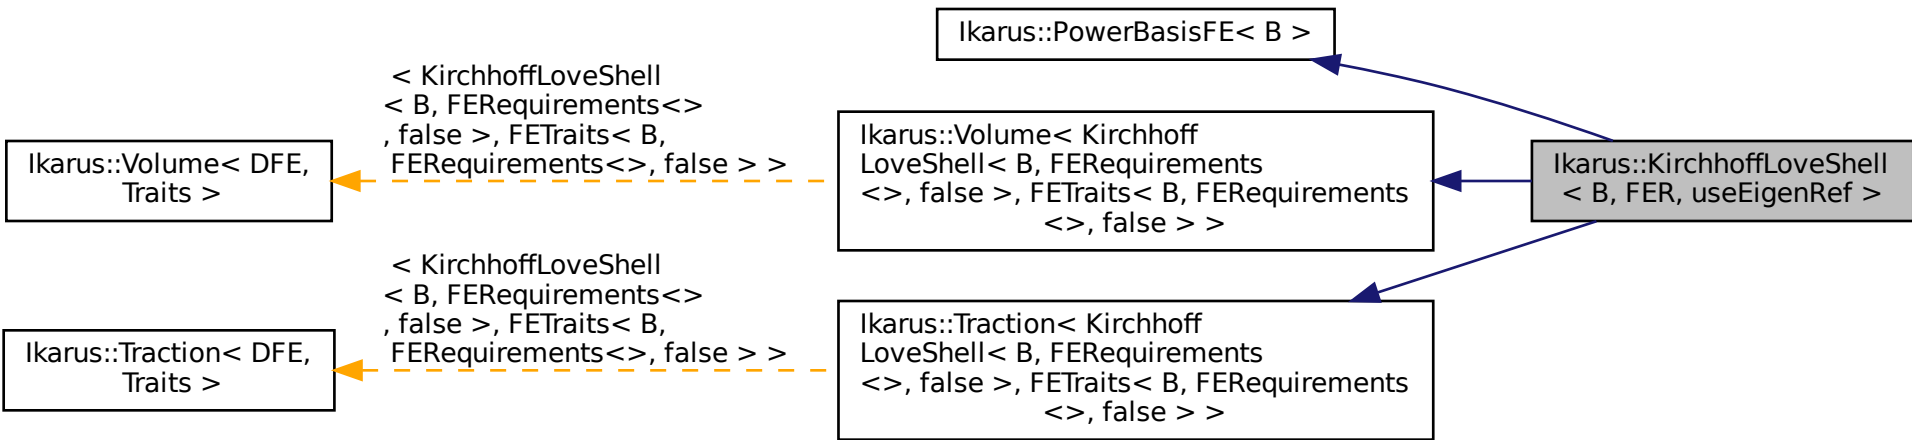 Ikarus::PowerBasisFE< B >
< KirchhoffLoveShell
< B, FERequirements<>
, false >, FETraits< B,
FERequirements<>, false > >
Ikarus::Volume< DFE,
Traits >
Ikarus::Volume< Kirchhoff
LoveShell< B, FERequirements
<>, false >, FETraits< B, FERequirements
<>, false > >
Ikarus::KirchhoffLoveShell
< B, FER, useEigenRef >
< KirchhoffLoveShell
< B, FERequirements<>
, false >, FETraits< B,
FERequirements<>, false > >
Ikarus::Traction< DFE,
Traits >
Ikarus::Traction< Kirchhoff
LoveShell< B, FERequirements
<>, false >, FETraits< B, FERequirements
<>, false > >